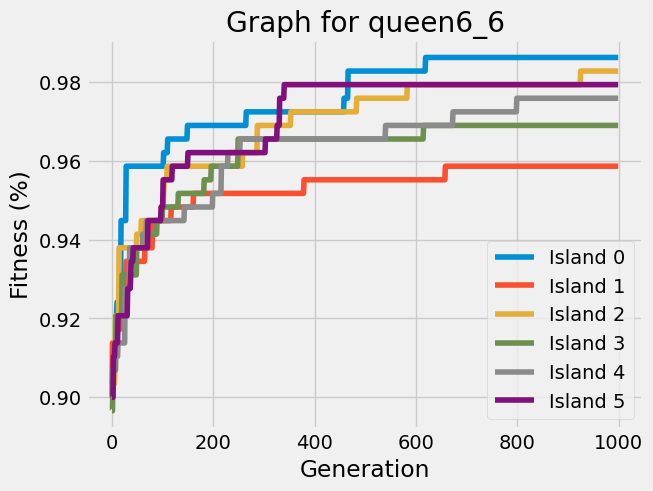 Graph for queen6_6
Fitness (%)
0.98
0.96
0.94
0.92
0.90
Island 0
Island 1
Island 2
Island 3
Island 4
Island 5
0 200 400 600 800 1000
Generation